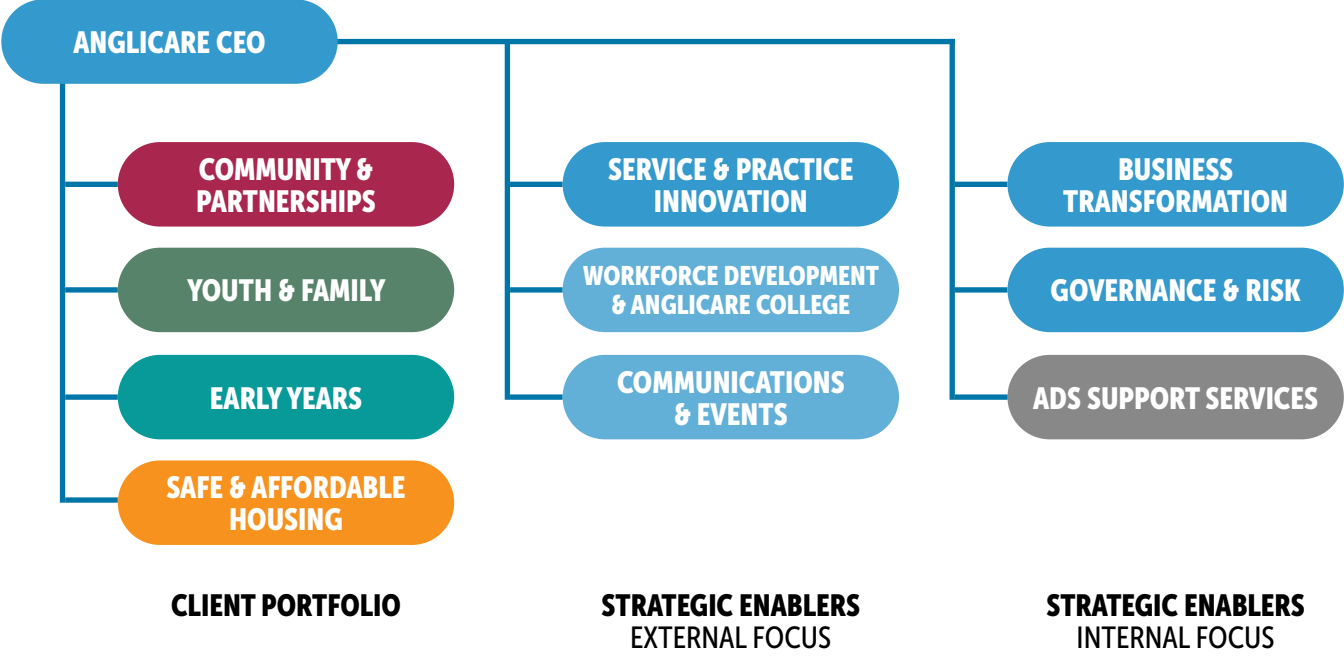 ANGLICARE CEO
COMMUNITY &
PARTNERSHIPS
YOUTH & FAMILY
EARLY YEARS
SAFE & AFFORDABLE
HOUSING
CLIENT PORTFOLIO
SERVICE & PRACTICE
INNOVATION
WORKFORCE DEVELOPMENT
& ANGLICARE COLLEGE
COMMUNICATIONS
& EVENTS
STRATEGIC ENABLERS
EXTERNAL FOCUS
BUSINESS
TRANSFORMATION
GOVERNANCE & RISK
ADS SUPPORT SERVICES
STRATEGIC ENABLERS
INTERNAL FOCUS